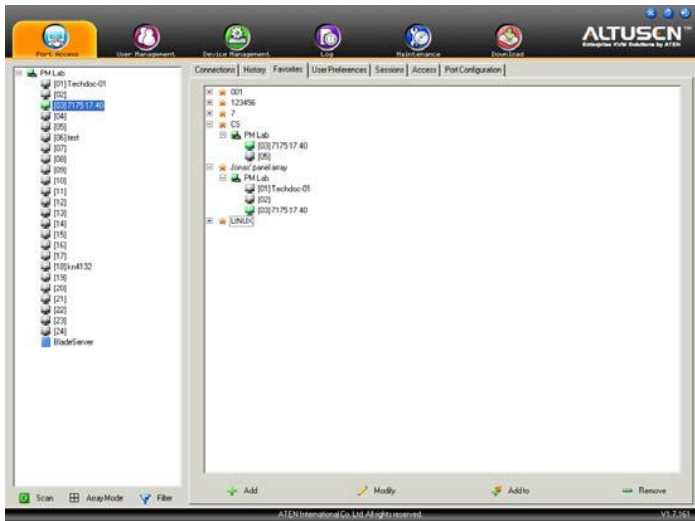 Port Access
User Management
Device Management
Log
Maintenance
Download
ALTUSCN™
Enterprise KVM Solutions by ATEN
PM Lab
[01]Techdoc-01
[02]
[03]7175 17.40
[04]
[05]
[06]test
[07]
[08]
[09]
[10]
[11]
[12]
[13]
[14]
[15]
[16]
[17]
[18]kn4132
[19]
[20]
[21]
[22]
[23]
[24]
BladeServer
Scan
Array Mode
Filter
Connections
History
Favorites
User Preferences
Sessions
Access
Port Configuration
001
123456
7
CS
PM Lab
[03]7175 17.40
[05]
Jonas' panel array
PM Lab
[01]Techdoc-01
[02]
[03]7175 17.40
LINUX
Add
Modify
Add to
Remove
ATEN International Co. Ltd. All rights reserved.
V1.7.161